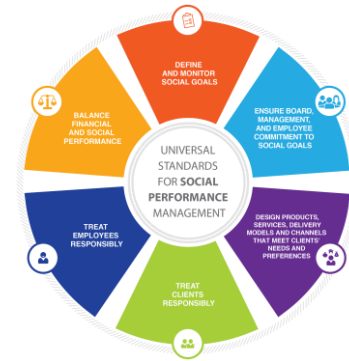 DEFINE
AND MONITOR
SOCIAL GOALS
ENSURE BOARD,
MANAGEMENT,
AND EMPLOYEE
COMMITMENT TO
SOCIAL GOALS
DESIGN PRODUCTS,
SERVICES, DELIVERY
MODELS AND CHANNELS
THAT MEET CLIENTS'
NEEDS AND
PREFERENCES
TREAT
CLIENTS
RESPONSIBLY
TREAT
EMPLOYEES
RESPONSIBLY
BALANCE
FINANCIAL
AND SOCIAL
PERFORMANCE
UNIVERSAL
STANDARDS
FOR SOCIAL
PERFORMANCE
MANAGEMENT